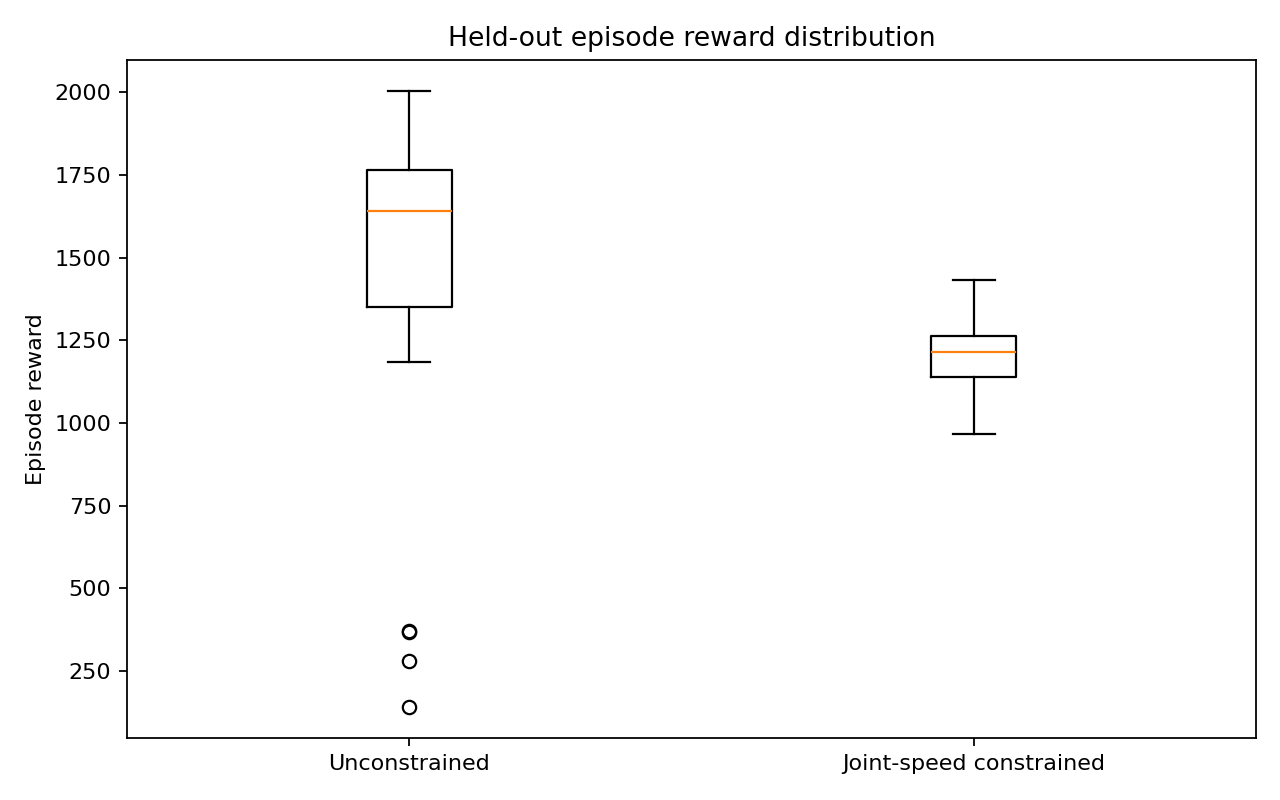 Held-out episode reward distribution
Episode reward
2000
1750
1500
1250
1000
750
500
250
Unconstrained
Joint-speed constrained